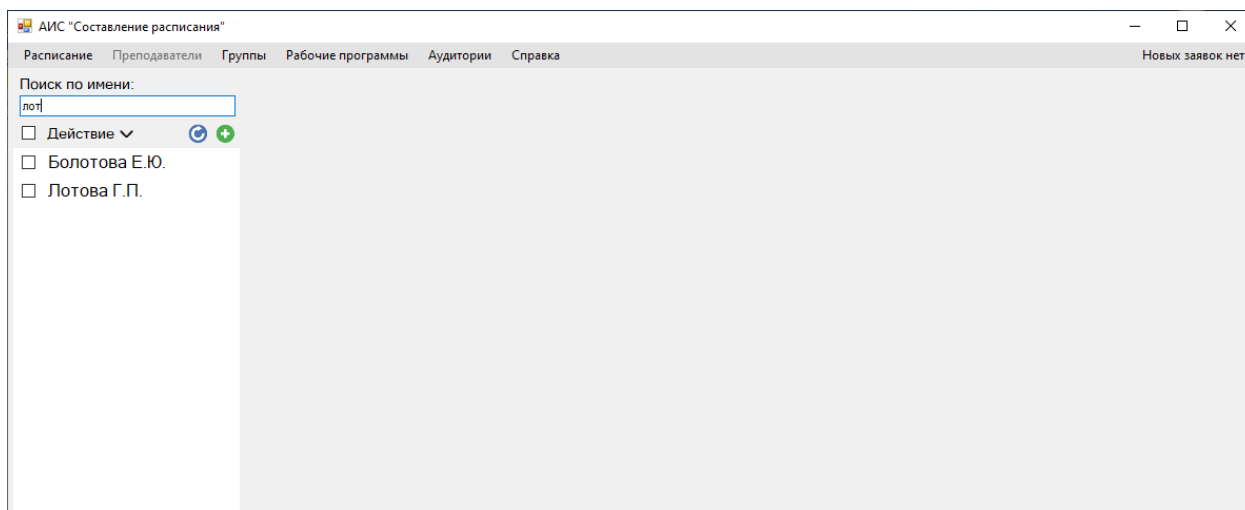 АИС "Составление расписания"
Расписание Преподаватели Группы Рабочие программы Аудитории Справка Новых заявок нет
Поиск по имени:
лот
Действие
Болотова Е.Ю.
Лотова Г.П.